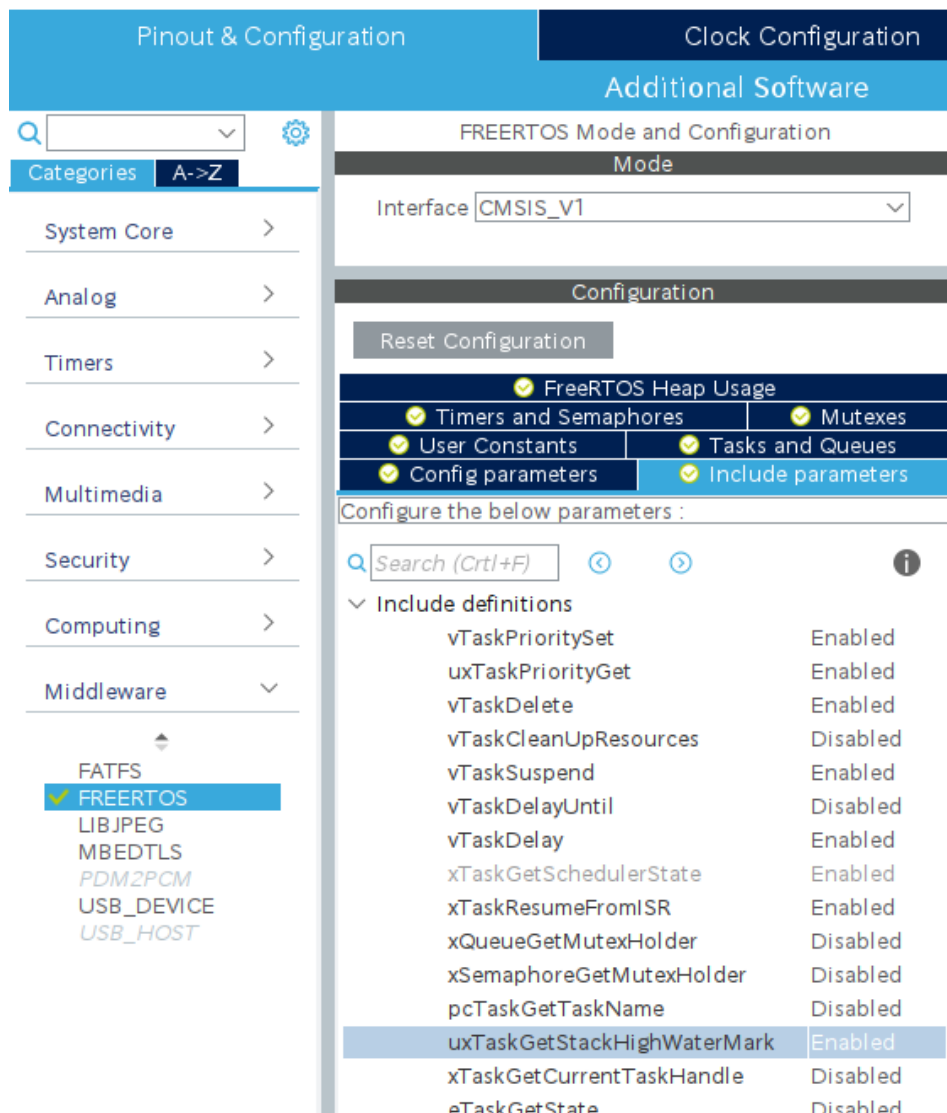 Pinout & Configuration
Clock Configuration
Additional Software
Categories
A->Z
System Core
Analog
Timers
Connectivity
Multimedia
Security
Computing
Middleware
FATFS
FREERTOS
LIBJPEG
MBEDTLS
PDM2PCM
USB_DEVICE
USB_HOST
FREERTOS Mode and Configuration
Mode
Interface CMSIS_V1
Configuration
Reset Configuration
FreeRTOS Heap Usage
Timers and Semaphores
Mutexes
User Constants
Tasks and Queues
Config parameters
Include parameters
Configure the below parameters :
Search (Crtl+F)
Include definitions
vTaskPrioritySet Enabled
uxTaskPriorityGet Enabled
vTaskDelete Enabled
vTaskCleanUpResources Disabled
vTaskSuspend Enabled
vTaskDelayUntil Disabled
vTaskDelay Enabled
xTaskGetSchedulerState Enabled
xTaskResumeFromISR Enabled
xQueueGetMutexHolder Disabled
xSemaphoreGetMutexHolder Disabled
pcTaskGetTaskName Disabled
uxTaskGetStackHighWaterMark Enabled
xTaskGetCurrentTaskHandle Disabled
eTaskGetState Disabled